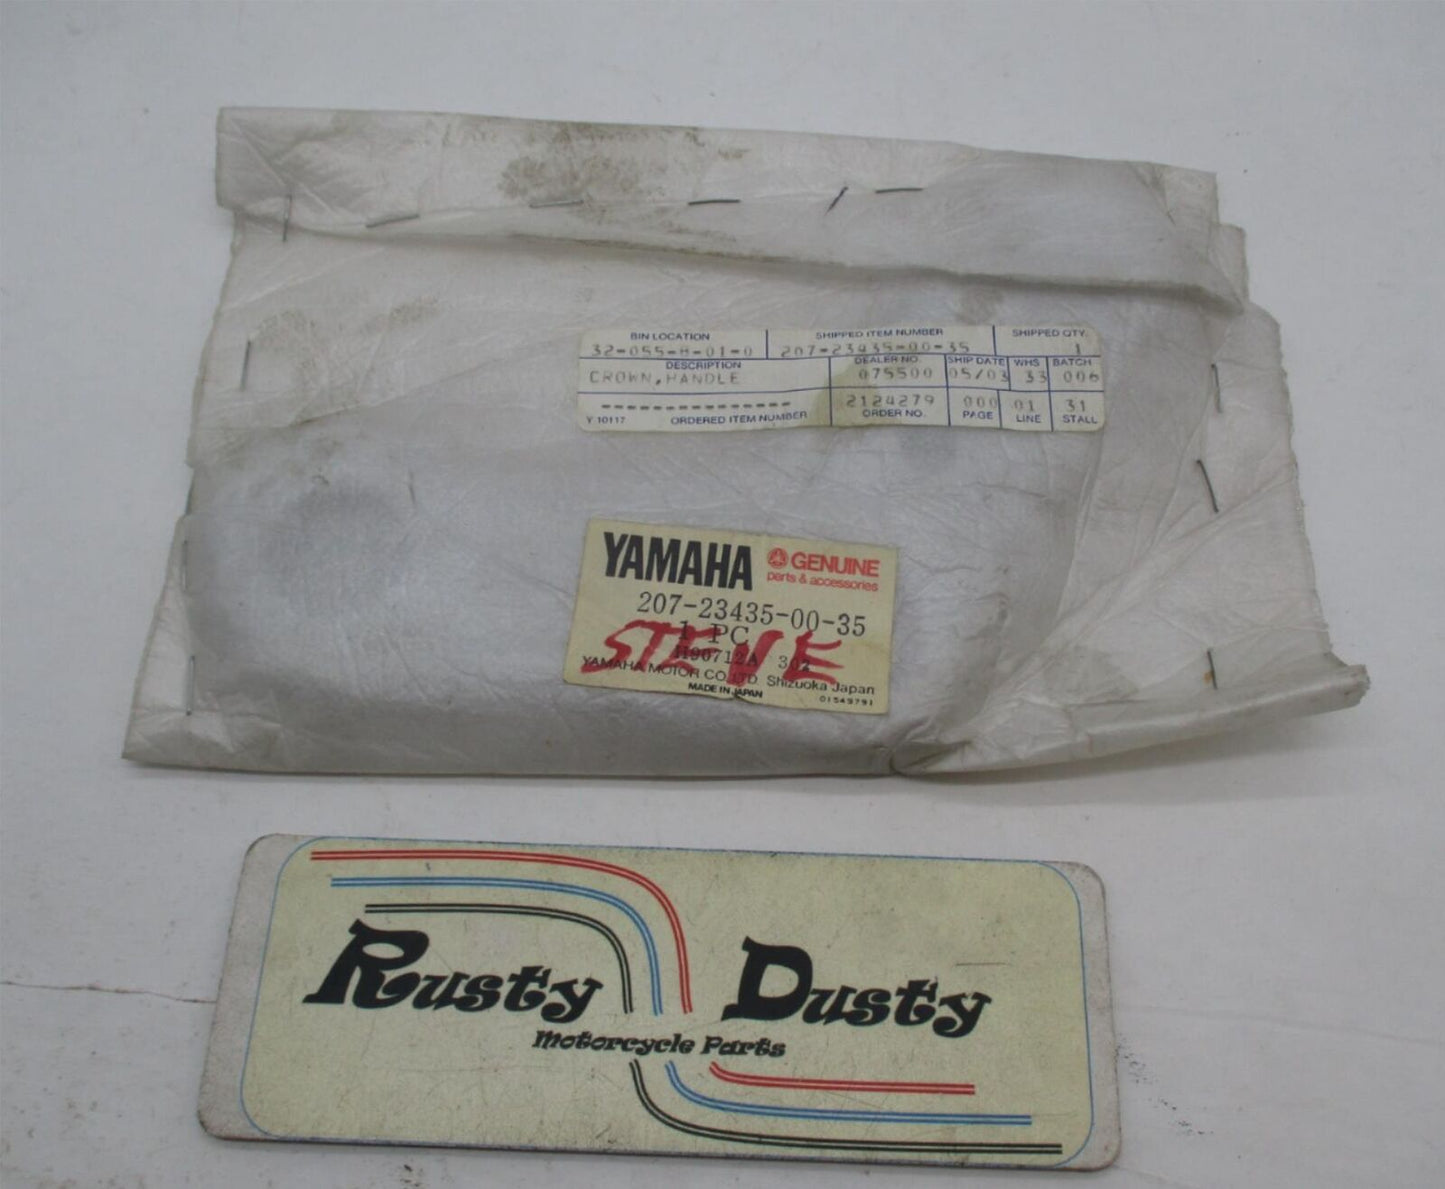 BIN LOCATION SHIPPED ITEM NUMBER SHIPPED QTY.
32-055-8-01-0 207-23435-00-35 1
DESCRIPTION DEALER NO. SHIP DATE WHS BATCH
CROWN,HANDLE 075500 05/03 33 006
-------------- 2124279 000 01 31
Y 10117 ORDERED ITEM NUMBER ORDER NO. PAGE LINE STALL
YAMAHA GENUINE
parts & accessories
207-23435-00-35
1 PC
STEVE
H90712A 302
YAMAHA MOTOR CO.,LTD. Shizuoka Japan
MADE IN JAPAN 01549791
Rusty Dusty
Motorcycle Parts